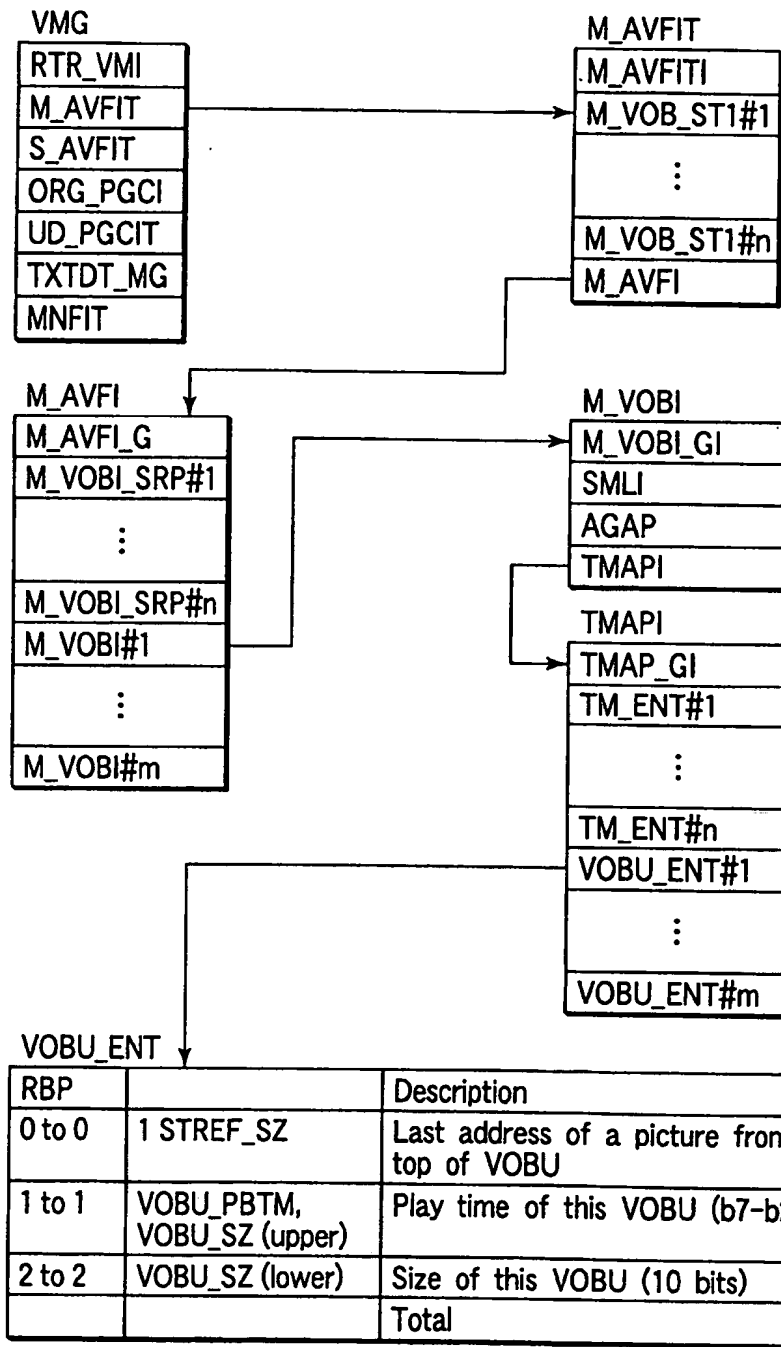 VMG
RTR_VMI
M_AVFIT
S_AVFIT
ORG_PGCI
UD_PGCIT
TXTDT_MG
MNFIT
M_AVFIT
M_AVFITI
M_VOB_ST1#1
⋮
M_VOB_ST1#n
M_AVFI
M_AVFI
M_AVFI_G
M_VOBI_SRP#1
⋮
M_VOBI_SRP#n
M_VOBI#1
⋮
M_VOBI#m
M_VOBI
M_VOBI_GI
SMLI
AGAP
TMAPI
TMAPI
TMAP_GI
TM_ENT#1
⋮
TM_ENT#n
VOBU_ENT#1
⋮
VOBU_ENT#m
VOBU_ENT
RBP Description
0 to 0 1 STREF_SZ Last address of a picture
top of VOBU
1 to 1 VOBU_PBTM, Play time of this VOBU
VOBU_SZ (upper)
2 to 2 VOBU_SZ (lower) Size of this VOBU (10 bits)
Total